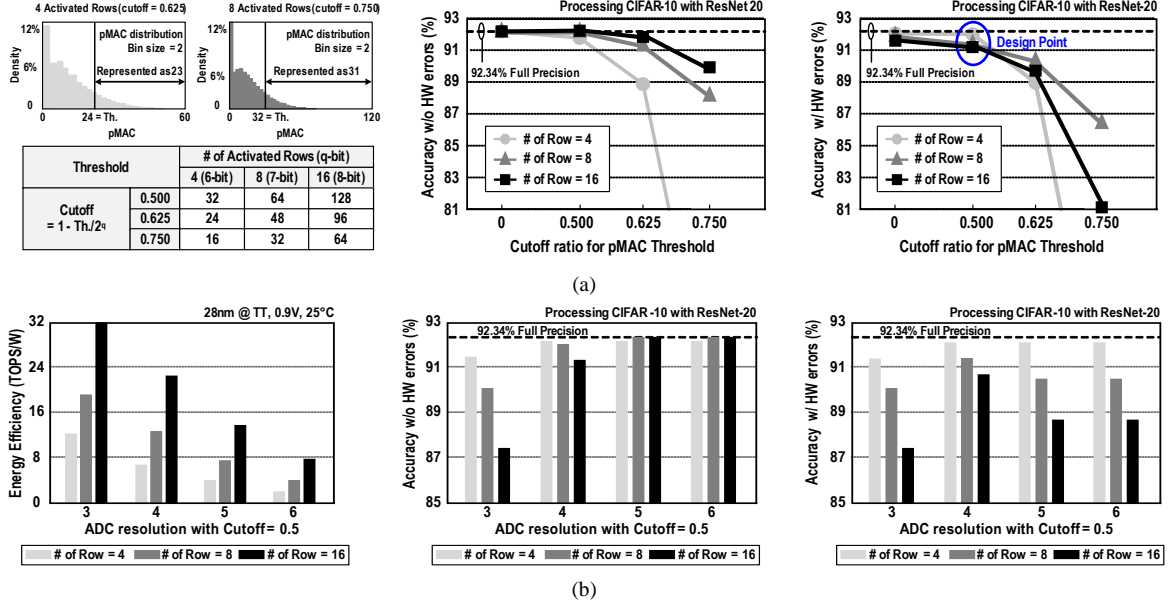 4 Activated Rows(cutoff = 0.625)
12%
6%
0
Density
pMAC distribution
Bin size = 2
Represented as23
0
24 = Th.
60
pMAC
8 Activated Rows (cutoff = 0.750)
12%
6%
0
Density
pMAC distribution
Bin size = 2
Represented as31
0
32 = Th.
120
pMAC
Threshold
# of Activated Rows (q-bit)
4 (6-bit) 8 (7-bit) 16 (8-bit)
Cutoff
= 1 - Th./2q
0.500 32 64 128
0.625 24 48 96
0.750 16 32 64
Processing CIFAR-10 with ResNet 20
Accuracy w/o HW errors (%)
93
91
89
87
85
83
81
92.34% Full Precision
# of Row = 4
# of Row = 8
# of Row = 16
0 0.500 0.625 0.750
Cutoff ratio for pMAC Threshold
Processing CIFAR-10 with ResNet-20
Accuracy w/ HW errors (%)
93
91
89
87
85
83
81
Design Point
92.34% Full Precision
# of Row = 4
# of Row = 8
# of Row = 16
0 0.500 0.625 0.750
Cutoff ratio for pMAC Threshold
(a)
28nm @ TT, 0.9V, 25°C
Energy Efficiency (TOPS/W)
32
24
16
8
0
3 4 5 6
ADC resolution with Cutoff = 0.5
# of Row = 4 # of Row = 8 # of Row = 16
Processing CIFAR -10 with ResNet-20
Accuracy w/o HW errors (%)
93
91
89
87
85
92.34% Full Precision
3 4 5 6
ADC resolution with Cutoff = 0.5
# of Row = 4 # of Row = 8 # of Row = 16
Processing CIFAR-10 with ResNet-20
Accuracy w/ HW errors (%)
93
91
89
87
85
92.34% Full Precision
3 4 5 6
ADC resolution with Cutoff = 0.5
# of Row = 4 # of Row = 8 # of Row = 16
(b)